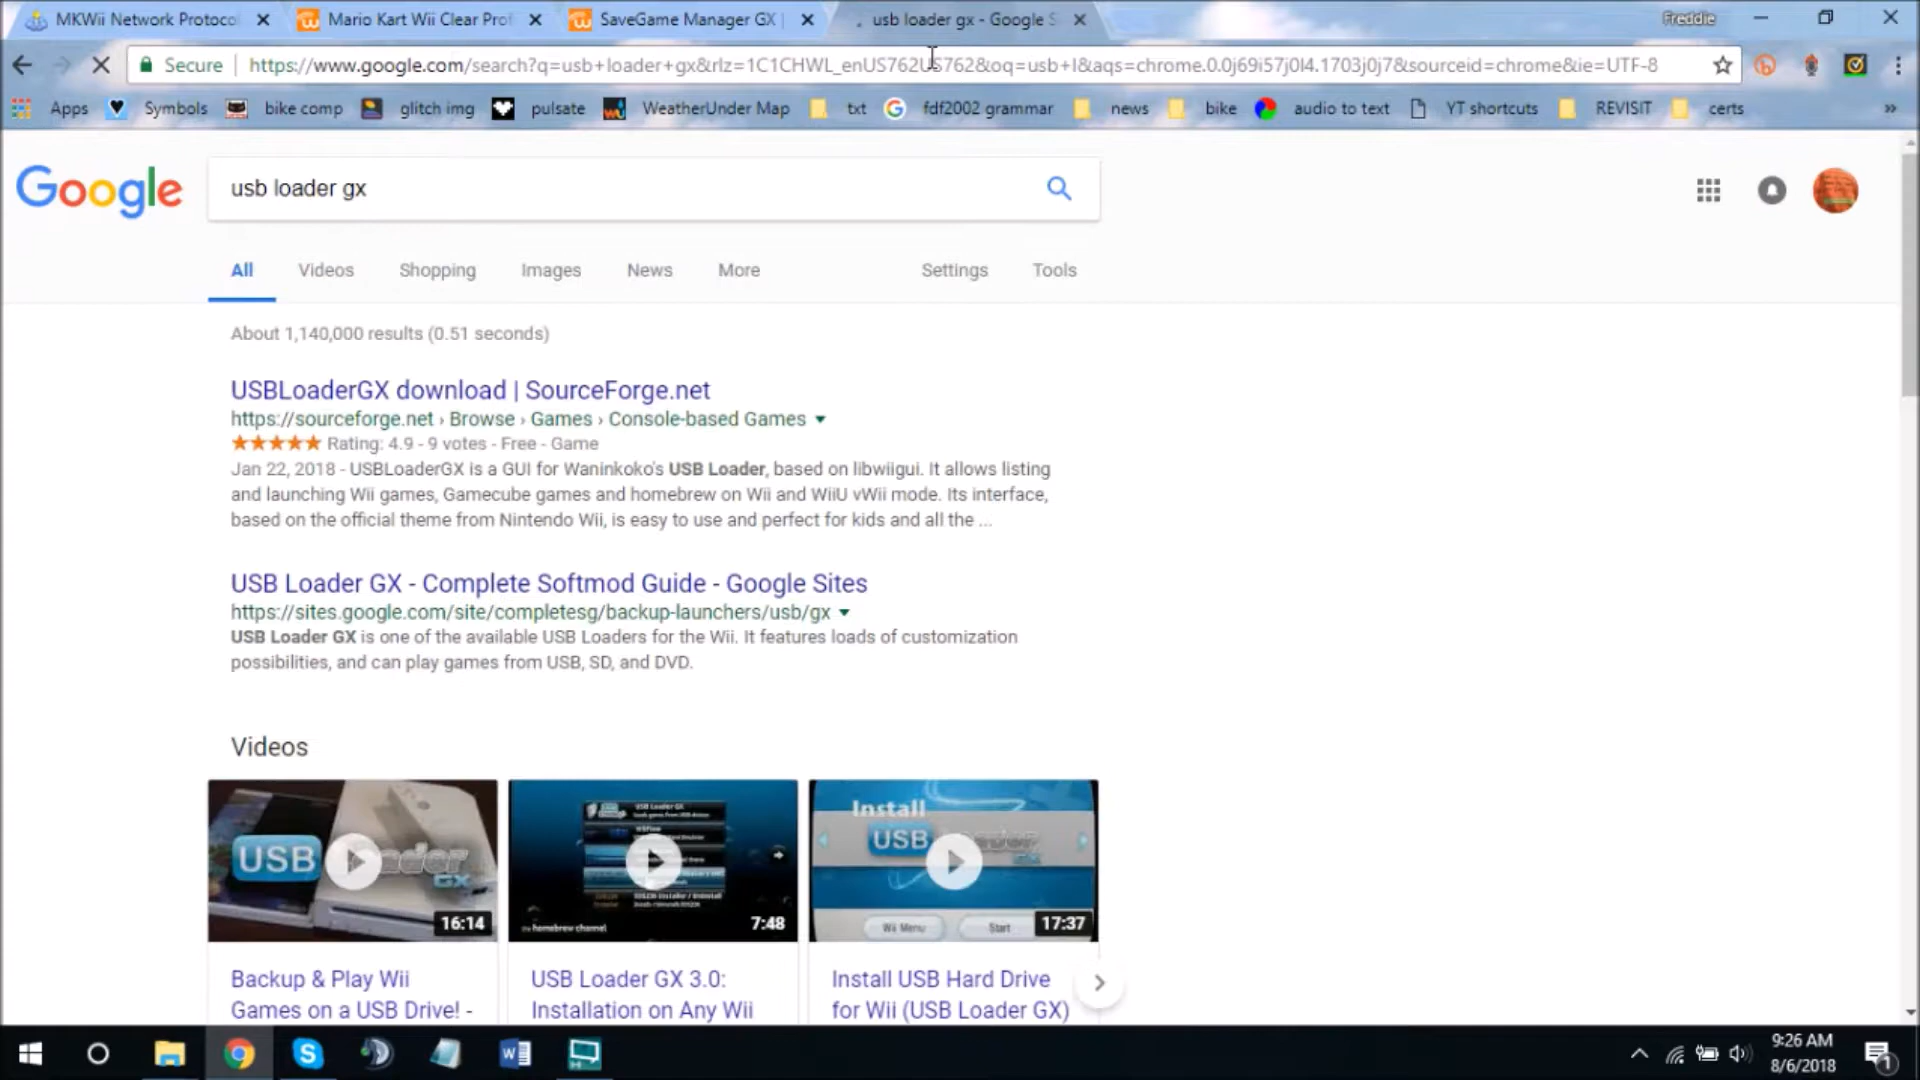 MKWii Network Protoco
Mario Kart Wii Clear Prof
SaveGame Manager GX |
usb loader gx - Google S
Freddie
Secure
https://www.google.com/search?q=usb+loader+gx&rlz=1C1CHWL_enUS762US762&oq=usb+l&aqs=chrome.0.0j69i57j0l4.1703j0j7&sourceid=chrome&ie=UTF-8
Apps
Symbols
bike comp
glitch img
pulsate
WeatherUnder Map
txt
fdf2002 grammar
news
bike
audio to text
YT shortcuts
REVISIT
certs
»
Google
usb loader gx
All
Videos
Shopping
Images
News
More
Settings
Tools
About 1,140,000 results (0.51 seconds)
USBLoaderGX download | SourceForge.net
https://sourceforge.net › Browse › Games › Console-based Games
Rating: 4.9 - 9 votes - Free - Game
Jan 22, 2018 - USBLoaderGX is a GUI for Waninkoko's USB Loader, based on libwiigui. It allows listing
and launching Wii games, Gamecube games and homebrew on Wii and WiiU vWii mode. Its interface,
based on the official theme from Nintendo Wii, is easy to use and perfect for kids and all the ...
USB Loader GX - Complete Softmod Guide - Google Sites
https://sites.google.com/site/completesg/backup-launchers/usb/gx
USB Loader GX is one of the available USB Loaders for the Wii. It features loads of customization
possibilities, and can play games from USB, SD, and DVD.
Videos
USB
GX
16:14
homebrew channel
7:48
Install
USB
Wii Menu
Start
17:37
Backup & Play Wii
Games on a USB Drive! -
USB Loader GX 3.0:
Installation on Any Wii
Install USB Hard Drive
for Wii (USB Loader GX)
9:26 AM
8/6/2018
1